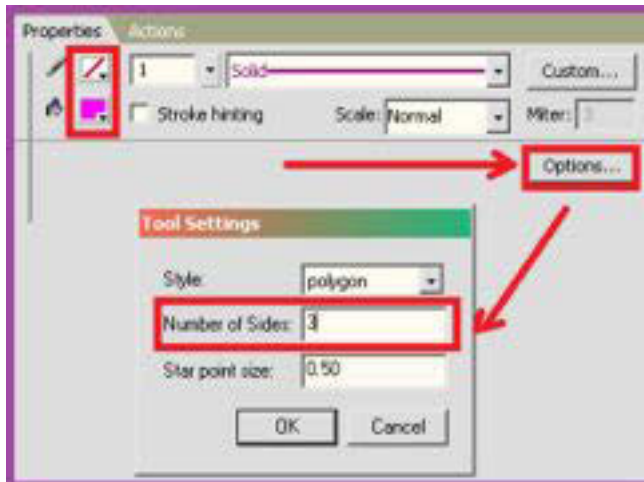 Properties Actions
1 Solid Custom...
Stroke hinting Scale: Normal Miter: 3
Options...
Tool Settings
Style: polygon
Number of Sides: 3
Star point size: 0.50
OK Cancel